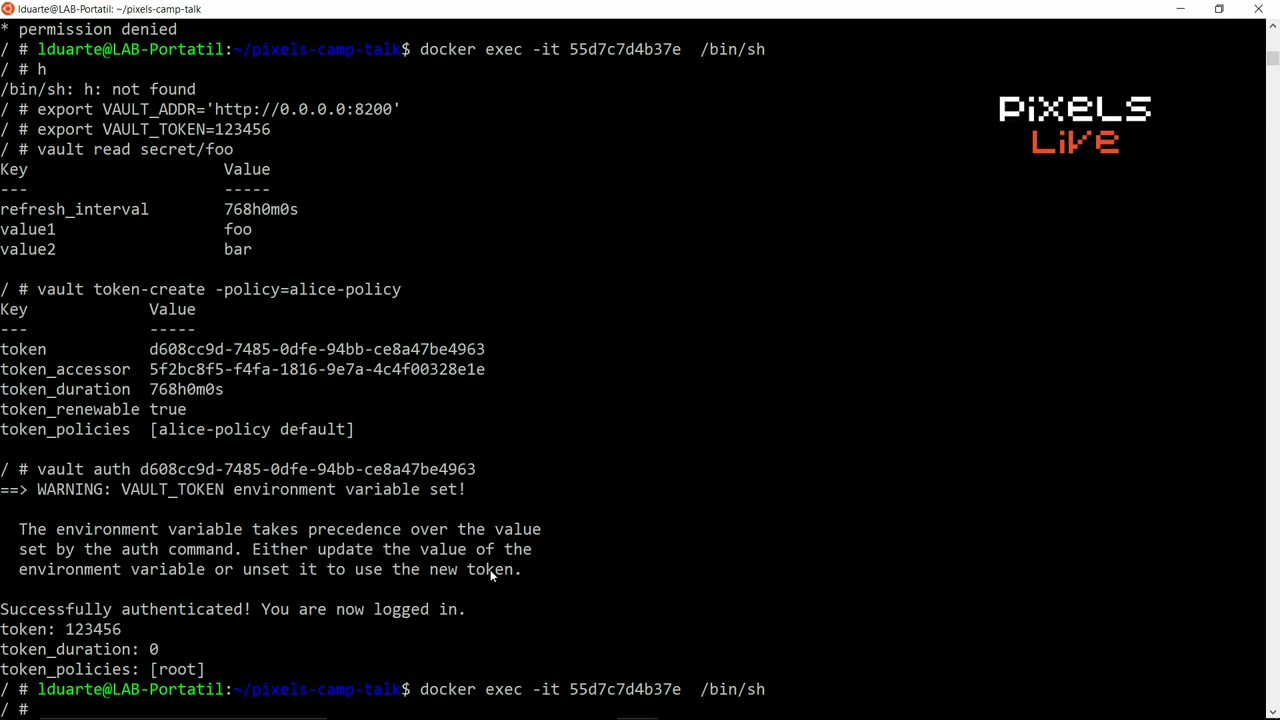 lduarte@LAB-Portatil: ~/pixels-camp-talk
* permission denied
/ # lduarte@LAB-Portatil:~/pixels-camp-talk$ docker exec -it 55d7c7d4b37e  /bin/sh
/ # h
/bin/sh: h: not found
/ # export VAULT_ADDR='http://0.0.0.0:8200'
/ # export VAULT_TOKEN=123456
/ # vault read secret/foo
Key                     Value
---                     -----
refresh_interval        768h0m0s
value1                  foo
value2                  bar
/ # vault token-create -policy=alice-policy
Key             Value
---             -----
token           d608cc9d-7485-0dfe-94bb-ce8a47be4963
token_accessor  5f2bc8f5-f4fa-1816-9e7a-4c4f00328e1e
token_duration  768h0m0s
token_renewable true
token_policies  [alice-policy default]
/ # vault auth d608cc9d-7485-0dfe-94bb-ce8a47be4963
==> WARNING: VAULT_TOKEN environment variable set!
  The environment variable takes precedence over the value
  set by the auth command. Either update the value of the
  environment variable or unset it to use the new token.
Successfully authenticated! You are now logged in.
token: 123456
token_duration: 0
token_policies: [root]
/ # lduarte@LAB-Portatil:~/pixels-camp-talk$ docker exec -it 55d7c7d4b37e  /bin/sh
/ #
pixels
Live